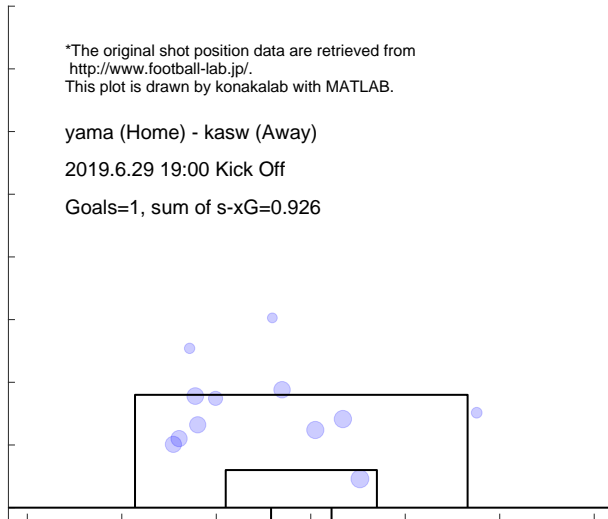 *The original shot position data are retrieved from
http://www.football-lab.jp/.
This plot is drawn by konakalab with MATLAB.
yama (Home) - kasw (Away)
2019.6.29 19:00 Kick Off
Goals=1, sum of s-xG=0.926